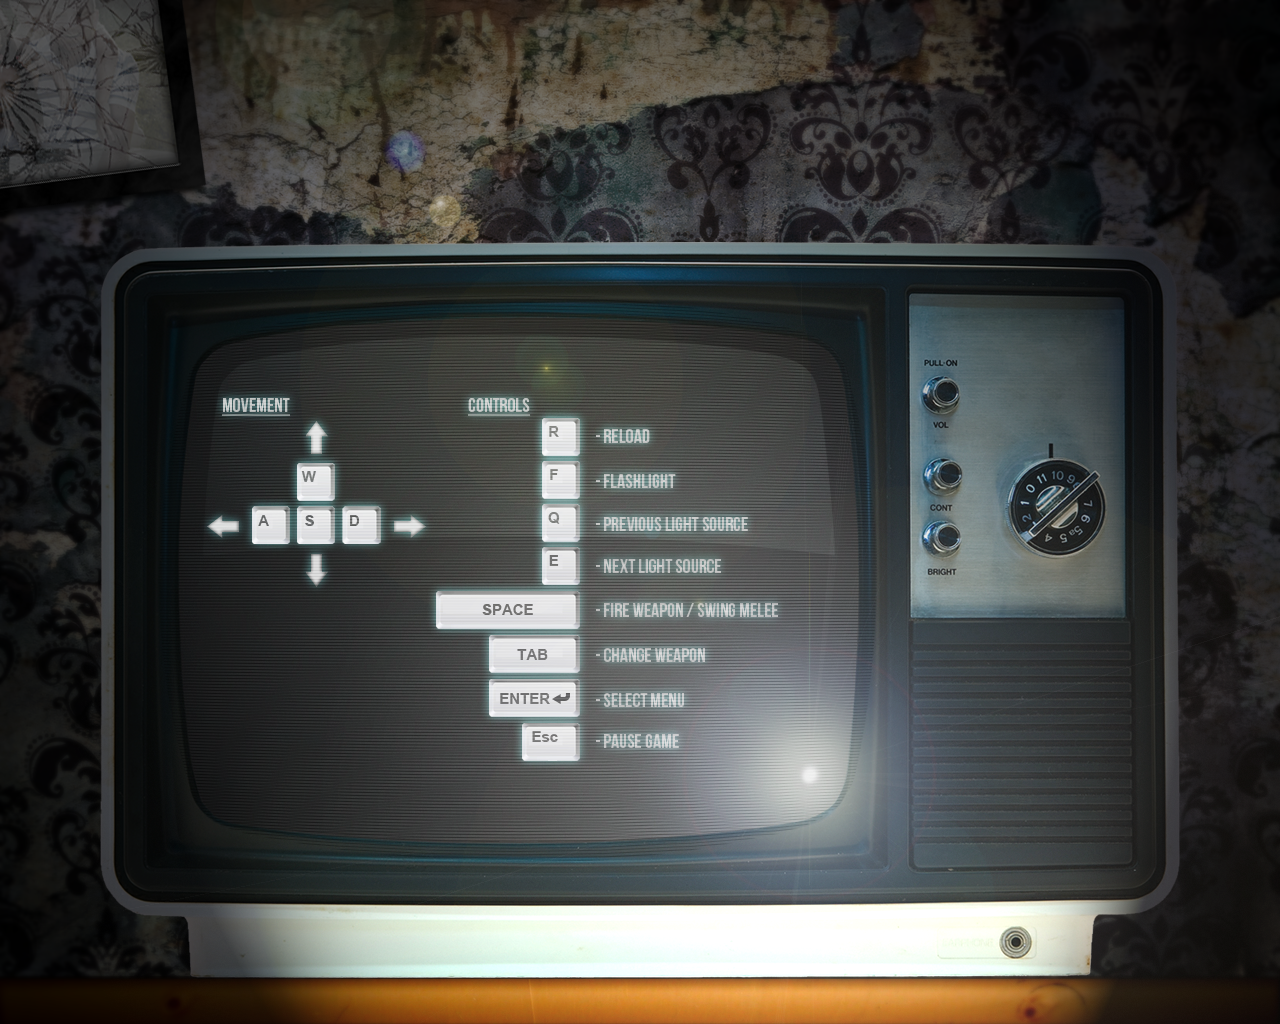 MOVEMENT
W
A S D
CONTROLS
R - RELOAD
F - FLASHLIGHT
Q - PREVIOUS LIGHT SOURCE
E - NEXT LIGHT SOURCE
SPACE - FIRE WEAPON / SWING MELEE
TAB - CHANGE WEAPON
ENTER - SELECT MENU
Esc - PAUSE GAME
PULL-ON
VOL
CONT
BRIGHT